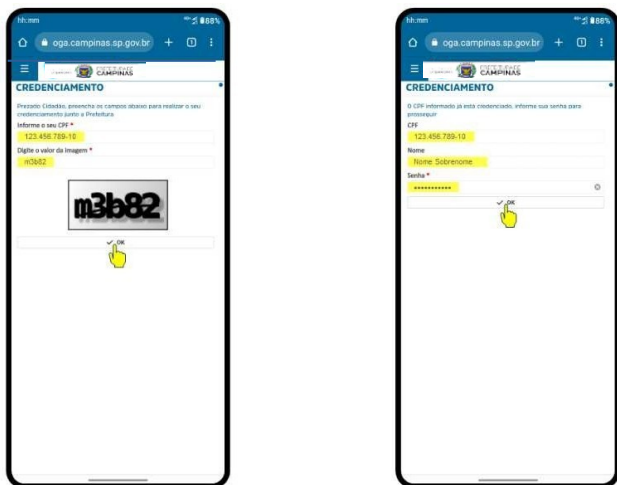 hh:mm
88%
oga.campinas.sp.gov.br
CAMPINAS
CREDENCIAMENTO
Prezado Cidadão, preencha os campos abaixo para realizar o seu
credenciamento junto a Prefeitura
Informe o seu CPF *
123.456.789-10
Digite o valor da imagem *
m3b82
m3b82
OK
hh:mm
88%
oga.campinas.sp.gov.br
CAMPINAS
CREDENCIAMENTO
O CPF informado já está credenciado, informe sua senha para
prosseguir
CPF
123.456.789-10
Nome
Nome Sobrenome
Senha *
***********
OK